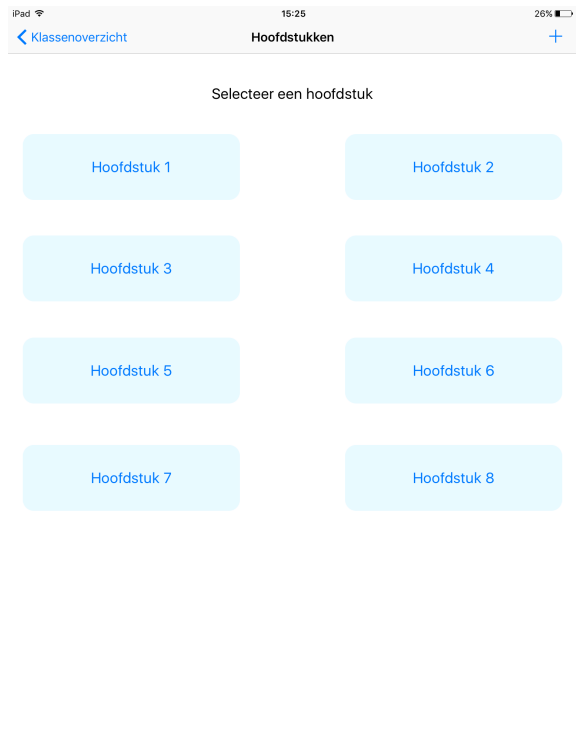 iPad 15:25 26%
Klassenoverzicht Hoofdstukken +
Selecteer een hoofdstuk
Hoofdstuk 1 Hoofdstuk 2
Hoofdstuk 3 Hoofdstuk 4
Hoofdstuk 5 Hoofdstuk 6
Hoofdstuk 7 Hoofdstuk 8